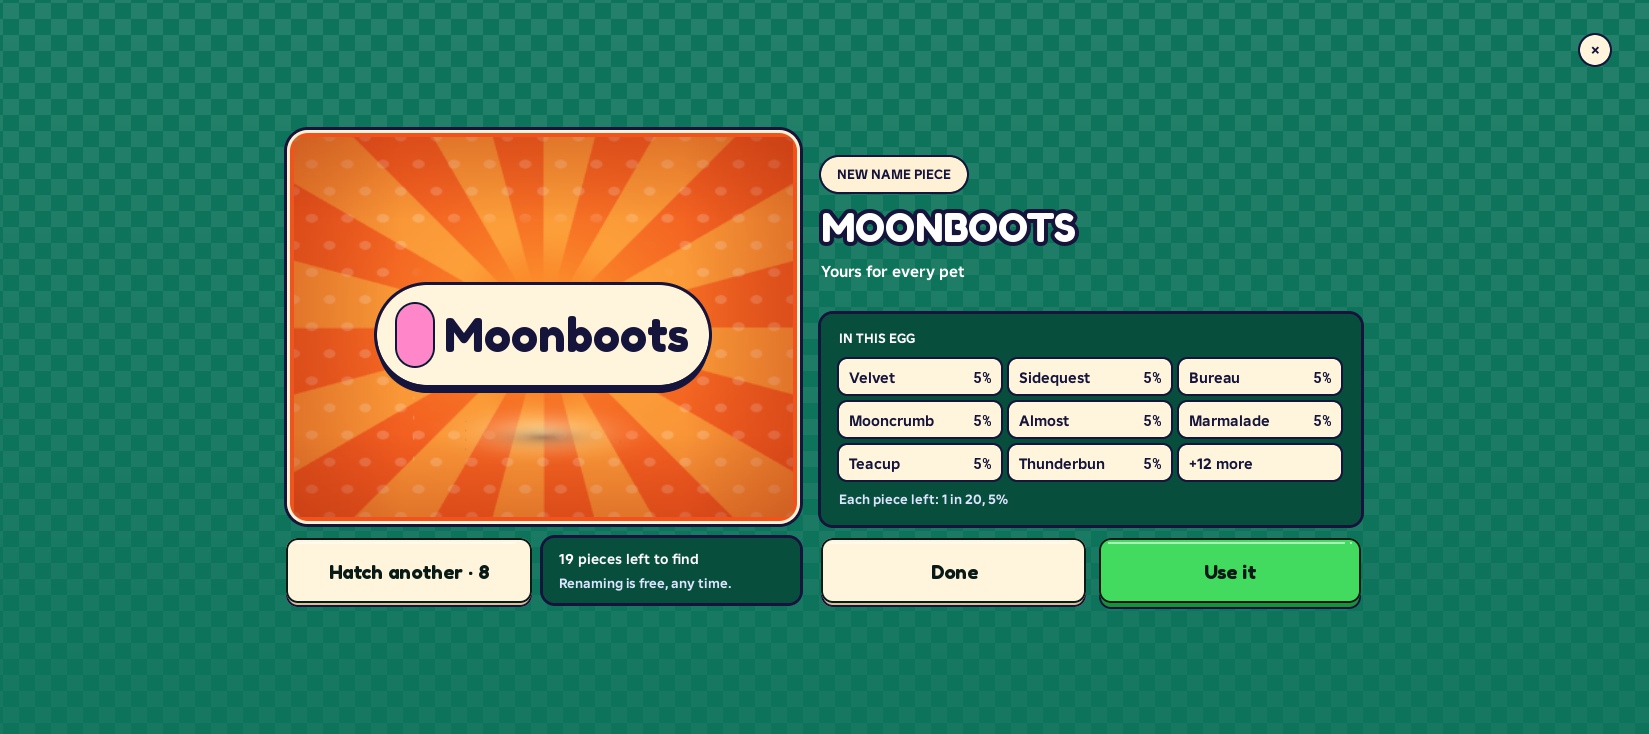 ×
Moonboots
NEW NAME PIECE
MOONBOOTS
Yours for every pet
IN THIS EGG
Velvet 5%
Sidequest 5%
Bureau 5%
Mooncrumb 5%
Almost 5%
Marmalade 5%
Teacup 5%
Thunderbun 5%
+12 more
Each piece left: 1 in 20, 5%
Hatch another · 8
19 pieces left to find
Renaming is free, any time.
Done
Use it